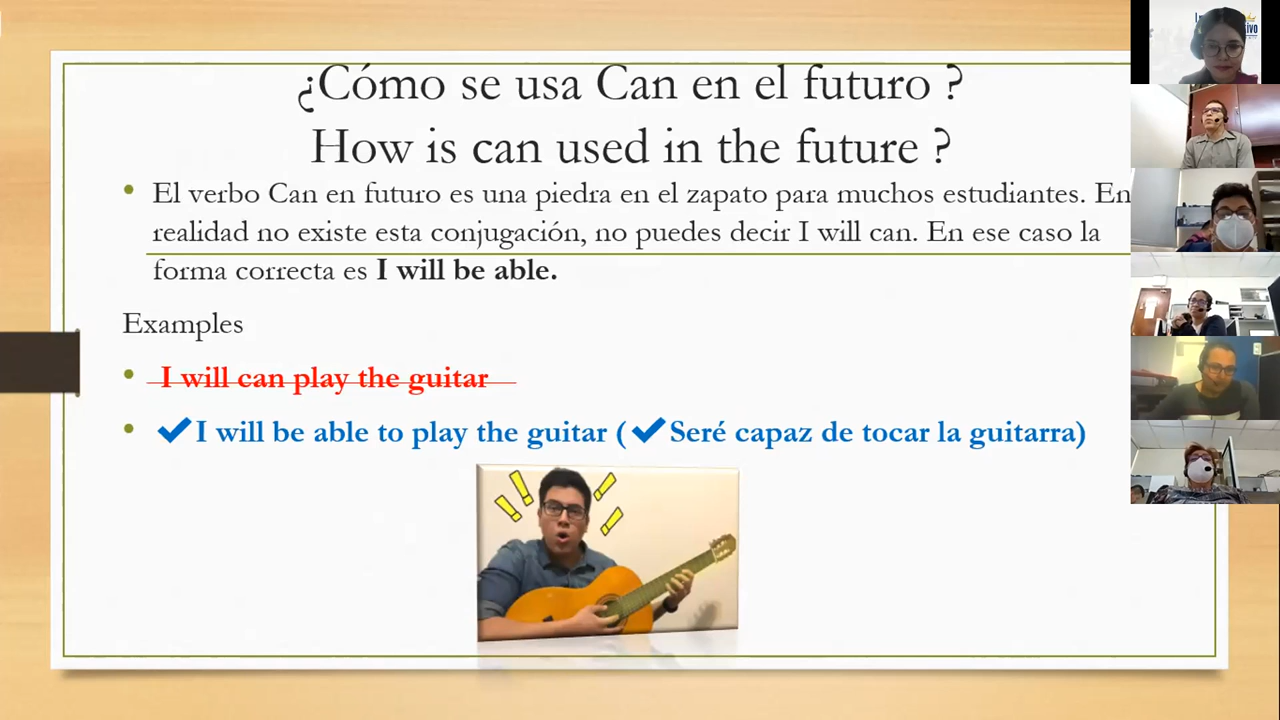 ¿Cómo se usa Can en el futuro ?
How is can used in the future ?
El verbo Can en futuro es una piedra en el zapato para muchos estudiantes. En
realidad no existe esta conjugación, no puedes decir I will can. En ese caso la
forma correcta es I will be able.
Examples
I will can play the guitar
I will be able to play the guitar (✔Seré capaz de tocar la guitarra)